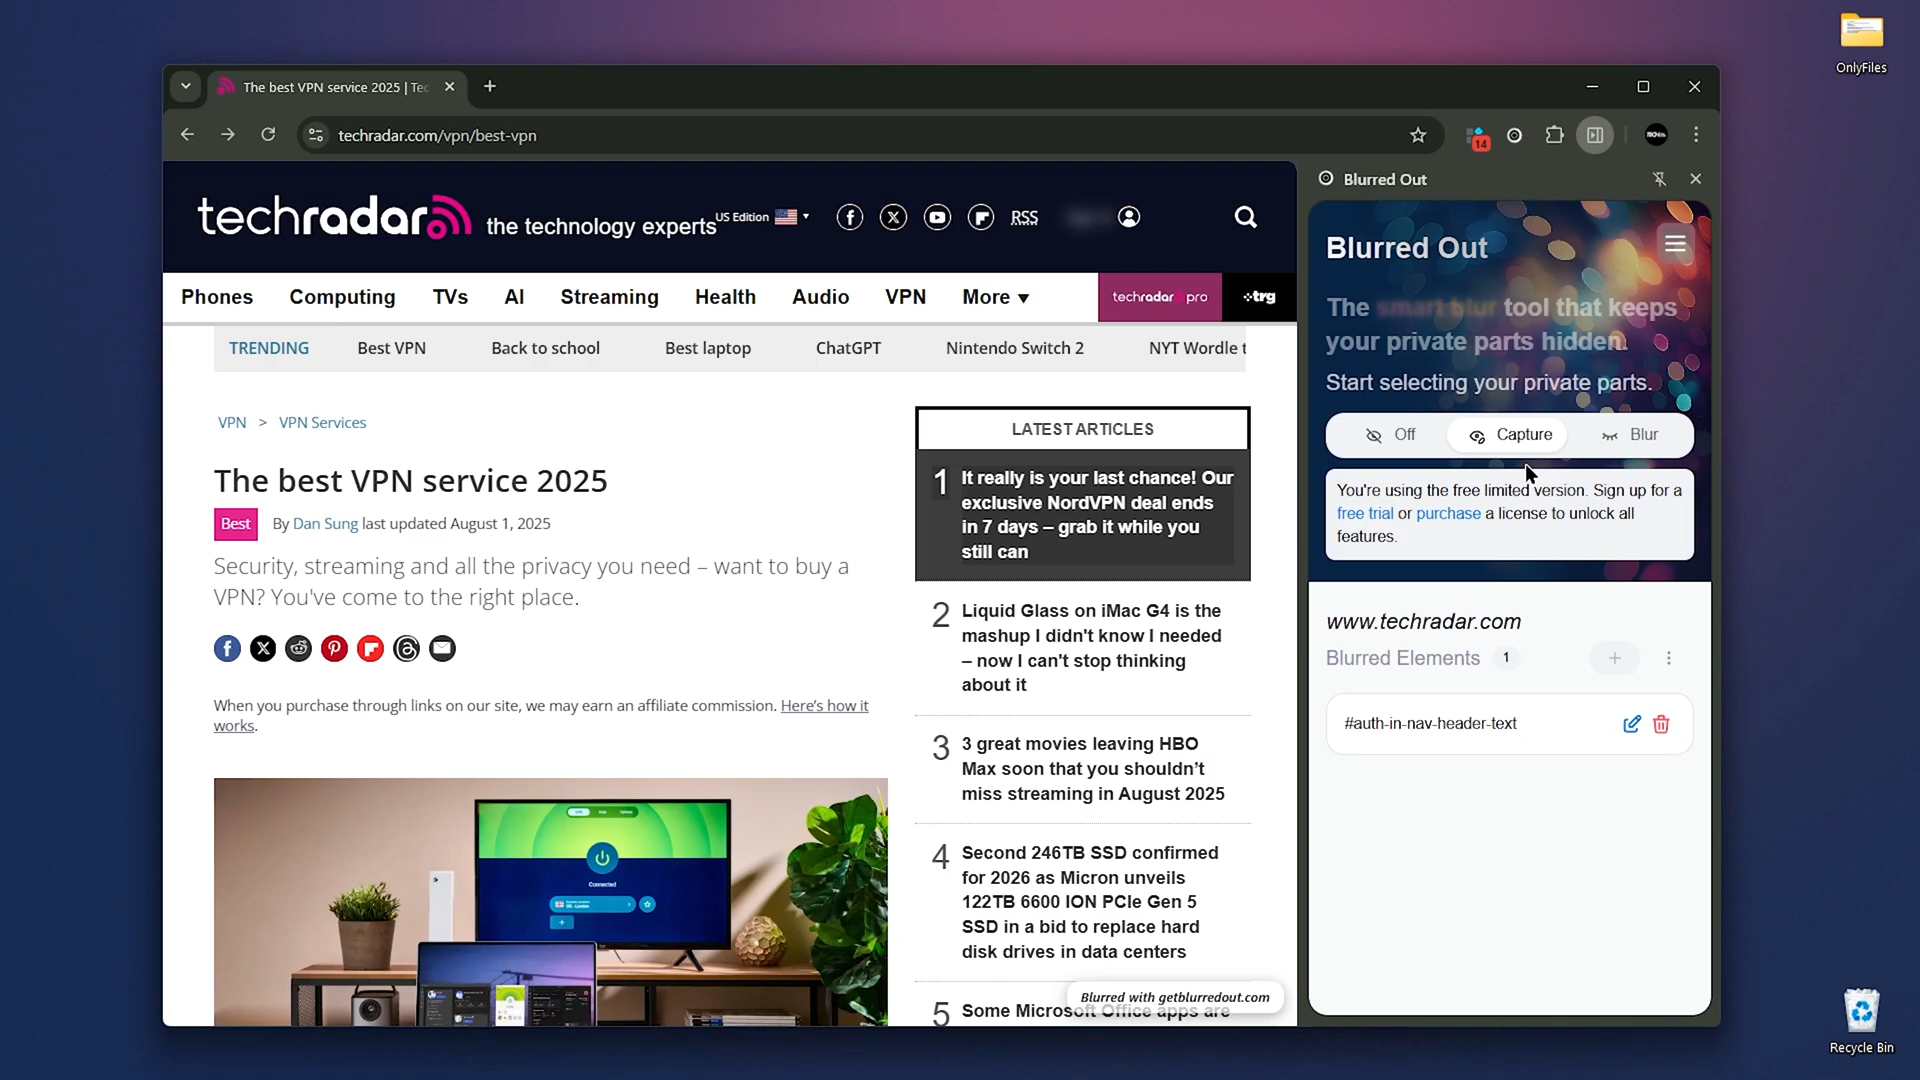 OnlyFiles
The best VPN service 2025 | Tec
techradar.com/vpn/best-vpn
14
Blurred Out
techradar the technology experts
US Edition
RSS
Phones Computing TVs AI Streaming Health Audio VPN More ▼
techradar pro
trg
TRENDING Best VPN Back to school Best laptop ChatGPT Nintendo Switch 2 NYT Wordle t
VPN > VPN Services
The best VPN service 2025
Best By Dan Sung last updated August 1, 2025
Security, streaming and all the privacy you need – want to buy a
VPN? You've come to the right place.
When you purchase through links on our site, we may earn an affiliate commission. Here’s how it
works.
Connected
LATEST ARTICLES
1 It really is your last chance! Our
exclusive NordVPN deal ends
in 7 days – grab it while you
still can
2 Liquid Glass on iMac G4 is the
mashup I didn't know I needed
– now I can't stop thinking
about it
3 3 great movies leaving HBO
Max soon that you shouldn’t
miss streaming in August 2025
4 Second 246TB SSD confirmed
for 2026 as Micron unveils
122TB 6600 ION PCIe Gen 5
SSD in a bid to replace hard
disk drives in data centers
5 Some Microsoft Office apps are
Blurred with getblurredout.com
Blurred Out
The smart blur tool that keeps
your private parts hidden.
Start selecting your private parts.
Off Capture Blur
You're using the free limited version. Sign up for a
free trial or purchase a license to unlock all
features.
www.techradar.com
Blurred Elements 1
#auth-in-nav-header-text
Recycle Bin